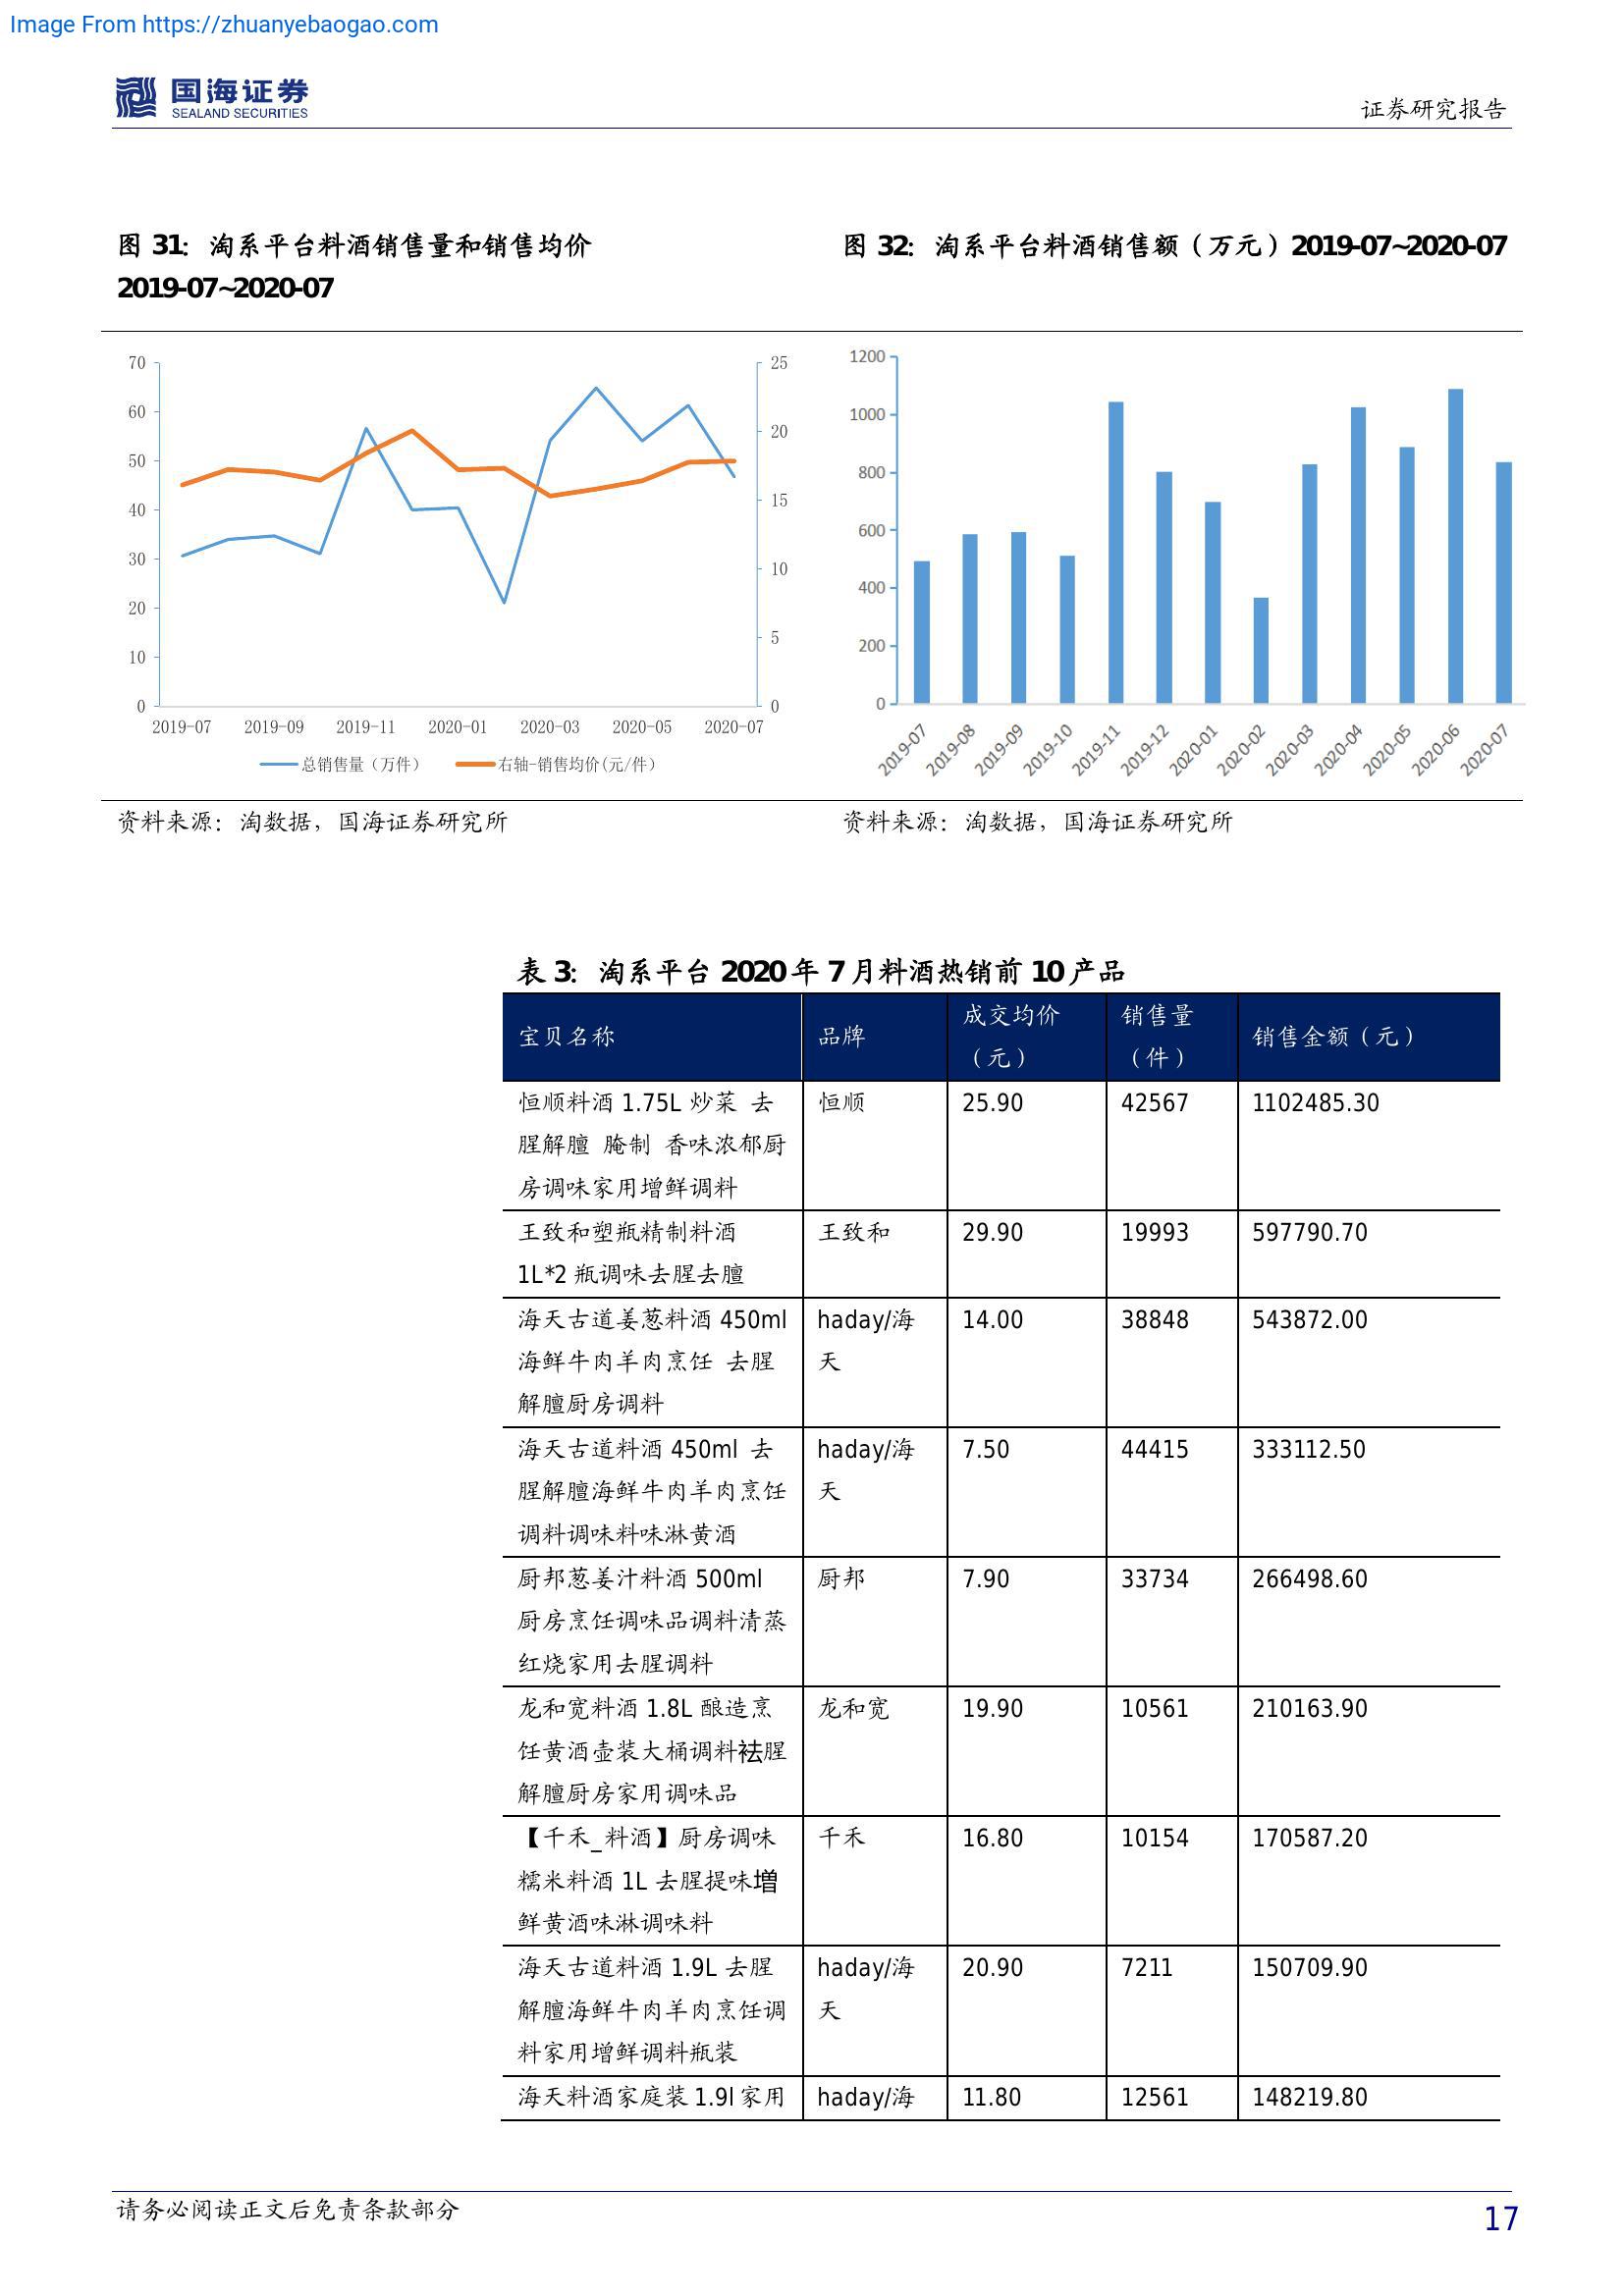 Image From https://zhuanyebaogao.com
国海证券
SEALAND SECURITIES
证券研究报告
图 31：淘系平台料酒销售量和销售均价
2019-07~2020-07
图 32：淘系平台料酒销售额（万元）2019-07~2020-07
70
60
50
40
30
20
10
0
25
20
15
10
5
0
2019-07 2019-09 2019-11 2020-01 2020-03 2020-05 2020-07
总销售量（万件） 右轴-销售均价(元/件）
1200
1000
800
600
400
200
0
2019-07 2019-08 2019-09 2019-10 2019-11 2019-12 2020-01 2020-02 2020-03 2020-04 2020-05 2020-06 2020-07
资料来源：淘数据，国海证券研究所
资料来源：淘数据，国海证券研究所
表 3：淘系平台 2020 年 7 月料酒热销前 10 产品
宝贝名称 品牌 成交均价（元） 销售量（件） 销售金额（元）
恒顺料酒 1.75L 炒菜 去 恒顺 25.90 42567 1102485.30
腥解膻 腌制 香味浓郁厨
房调味家用增鲜调料
王致和塑瓶精制料酒 王致和 29.90 19993 597790.70
1L*2 瓶调味去腥去膻
海天古道姜葱料酒 450ml haday/海 14.00 38848 543872.00
海鲜牛肉羊肉烹饪 去腥 天
解膻厨房调料
海天古道料酒 450ml 去 haday/海 7.50 44415 333112.50
腥解膻海鲜牛肉羊肉烹饪 天
调料调味料味淋黄酒
厨邦葱姜汁料酒 500ml 厨邦 7.90 33734 266498.60
厨房烹饪调味品调料清蒸
红烧家用去腥调料
龙和宽料酒 1.8L 酿造烹 龙和宽 19.90 10561 210163.90
饪黄酒壶装大桶调料袪腥
解膻厨房家用调味品
【千禾_料酒】厨房调味 千禾 16.80 10154 170587.20
糯米料酒 1L 去腥提味増
鲜黄酒味淋调味料
海天古道料酒 1.9L 去腥 haday/海 20.90 7211 150709.90
解膻海鲜牛肉羊肉烹饪调 天
料家用增鲜调料瓶装
海天料酒家庭装 1.9l 家用 haday/海 11.80 12561 148219.80
请务必阅读正文后免责条款部分
17